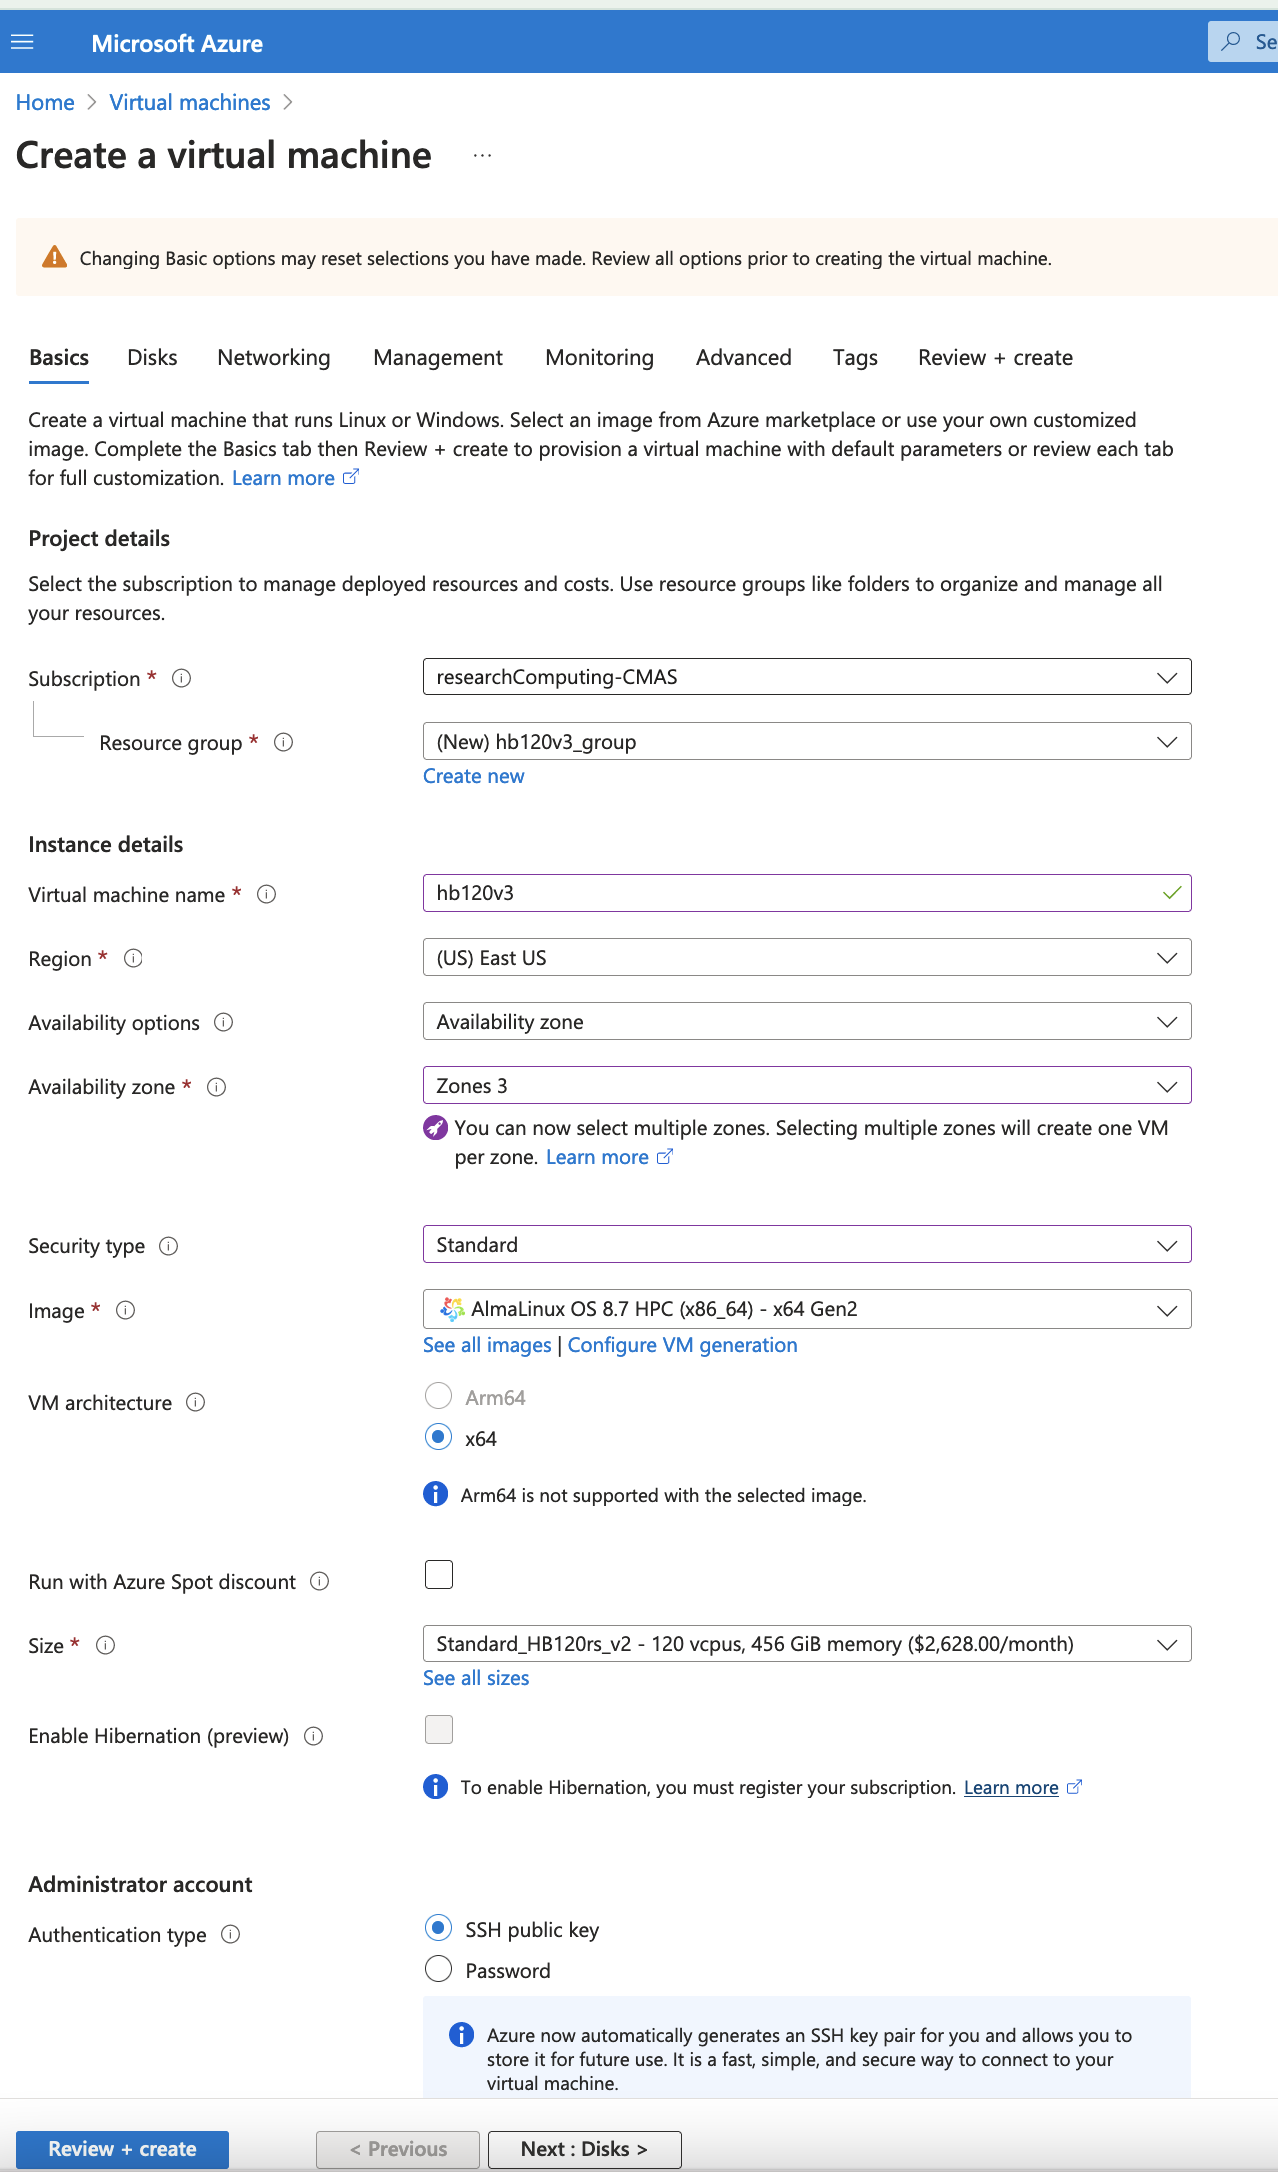 Microsoft Azure
Se
Home > Virtual machines >
Create a virtual machine ...
Changing Basic options may reset selections you have made. Review all options prior to creating the virtual machine.
Basics Disks Networking Management Monitoring Advanced Tags Review + create
Create a virtual machine that runs Linux or Windows. Select an image from Azure marketplace or use your own customized
image. Complete the Basics tab then Review + create to provision a virtual machine with default parameters or review each tab
for full customization. Learn more
Project details
Select the subscription to manage deployed resources and costs. Use resource groups like folders to organize and manage all
your resources.
Subscription * researchComputing-CMAS
Resource group * (New) hb120v3_group
Create new
Instance details
Virtual machine name * hb120v3
Region * (US) East US
Availability options Availability zone
Availability zone * Zones 3
You can now select multiple zones. Selecting multiple zones will create one VM
per zone. Learn more
Security type Standard
Image * AlmaLinux OS 8.7 HPC (x86_64) - x64 Gen2
See all images | Configure VM generation
VM architecture Arm64
x64
Arm64 is not supported with the selected image.
Run with Azure Spot discount
Size * Standard_HB120rs_v2 - 120 vcpus, 456 GiB memory ($2,628.00/month)
See all sizes
Enable Hibernation (preview)
To enable Hibernation, you must register your subscription. Learn more
Administrator account
Authentication type SSH public key
Password
Azure now automatically generates an SSH key pair for you and allows you to
store it for future use. It is a fast, simple, and secure way to connect to your
virtual machine.
Review + create < Previous Next : Disks >